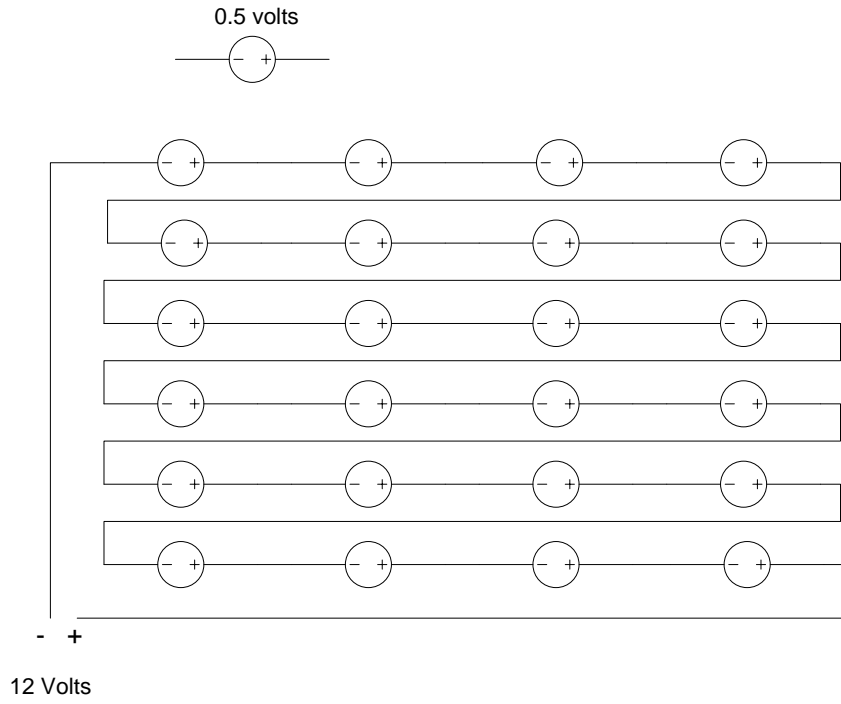 0.5 volts
- +
- + - + - + - +
- + - + - + - +
- + - + - + - +
- + - + - + - +
- + - + - + - +
- + - + - + - +
- +
12 Volts